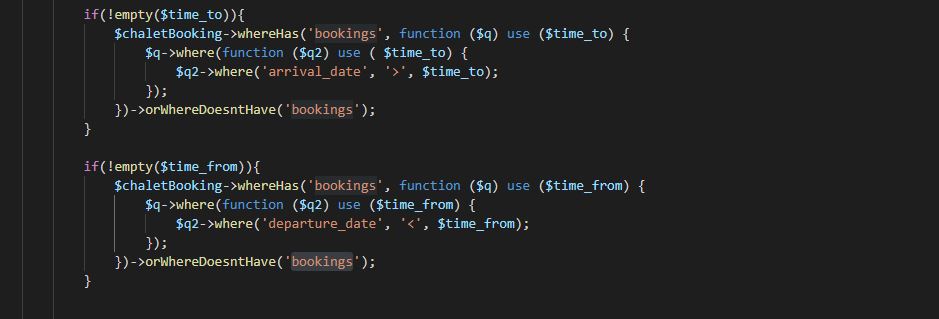 if(!empty($time_to)){
$chaletBooking->whereHas('bookings', function ($q) use ($time_to) {
$q->where(function ($q2) use ( $time_to) {
$q2->where('arrival_date', '>', $time_to);
});
})->orWhereDoesntHave('bookings');
}
if(!empty($time_from)){
$chaletBooking->whereHas('bookings', function ($q) use ($time_from) {
$q->where(function ($q2) use ($time_from) {
$q2->where('departure_date', '<', $time_from);
});
})->orWhereDoesntHave('bookings');
}